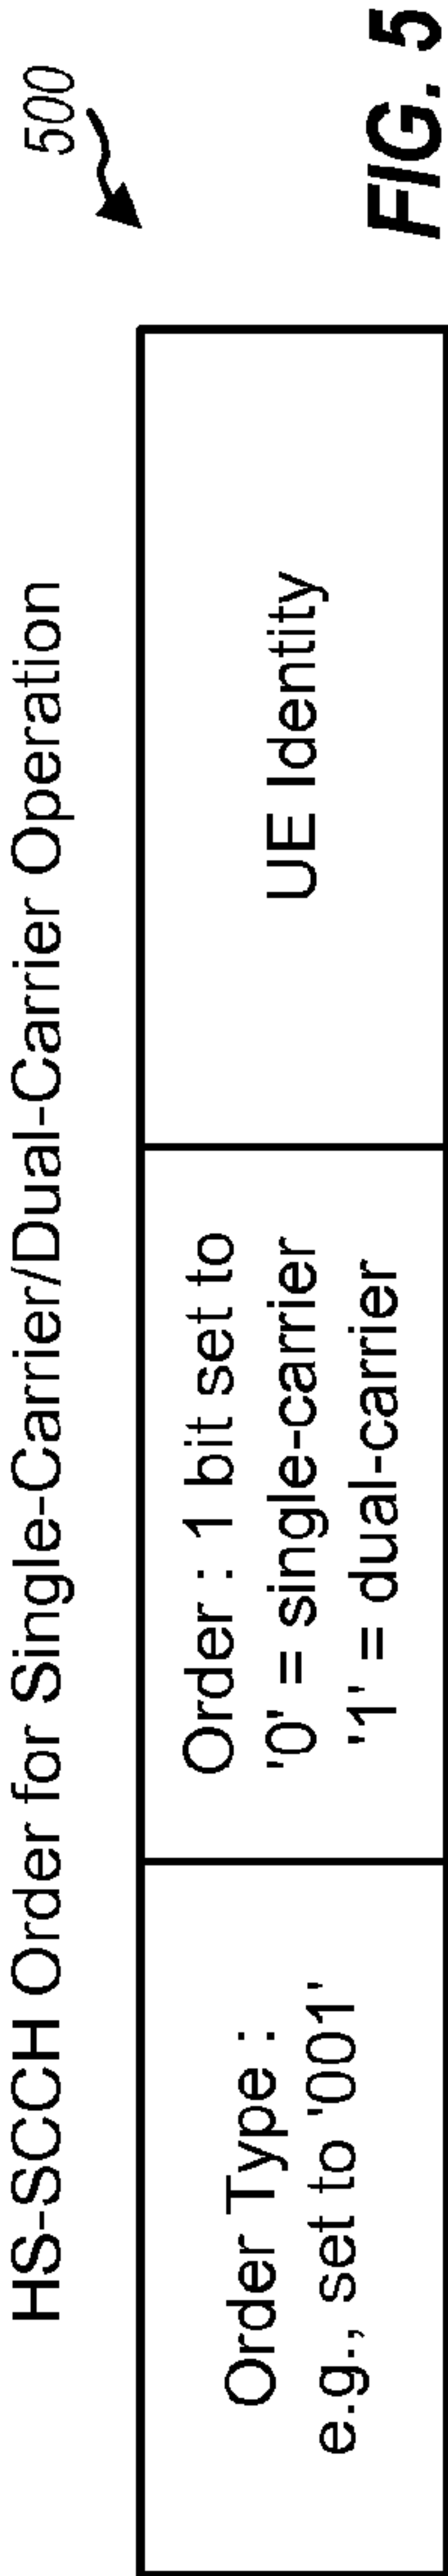 HS-SCCH Order for Single-Carrier/Dual-Carrier Operation
500
Order Type :
e.g., set to '001'
Order : 1 bit set to
'0' = single-carrier
'1' = dual-carrier
UE Identity
FIG. 5